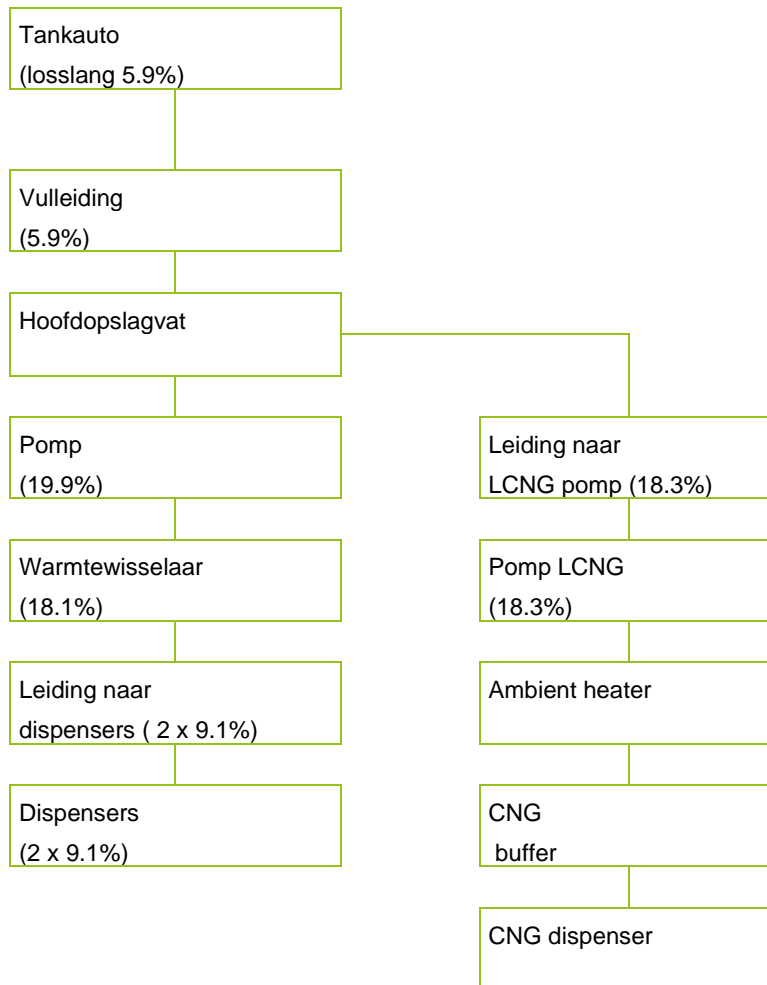 Tankauto
(losslang 5.9%)
Vulleiding
(5.9%)
Hoofdopslagvat
Pomp
(19.9%)
Warmtewisselaar
(18.1%)
Leiding naar
dispensers ( 2 x 9.1%)
Dispensers
(2 x 9.1%)
Leiding naar
LCNG pomp (18.3%)
Pomp LCNG
(18.3%)
Ambient heater
CNG
buffer
CNG dispenser